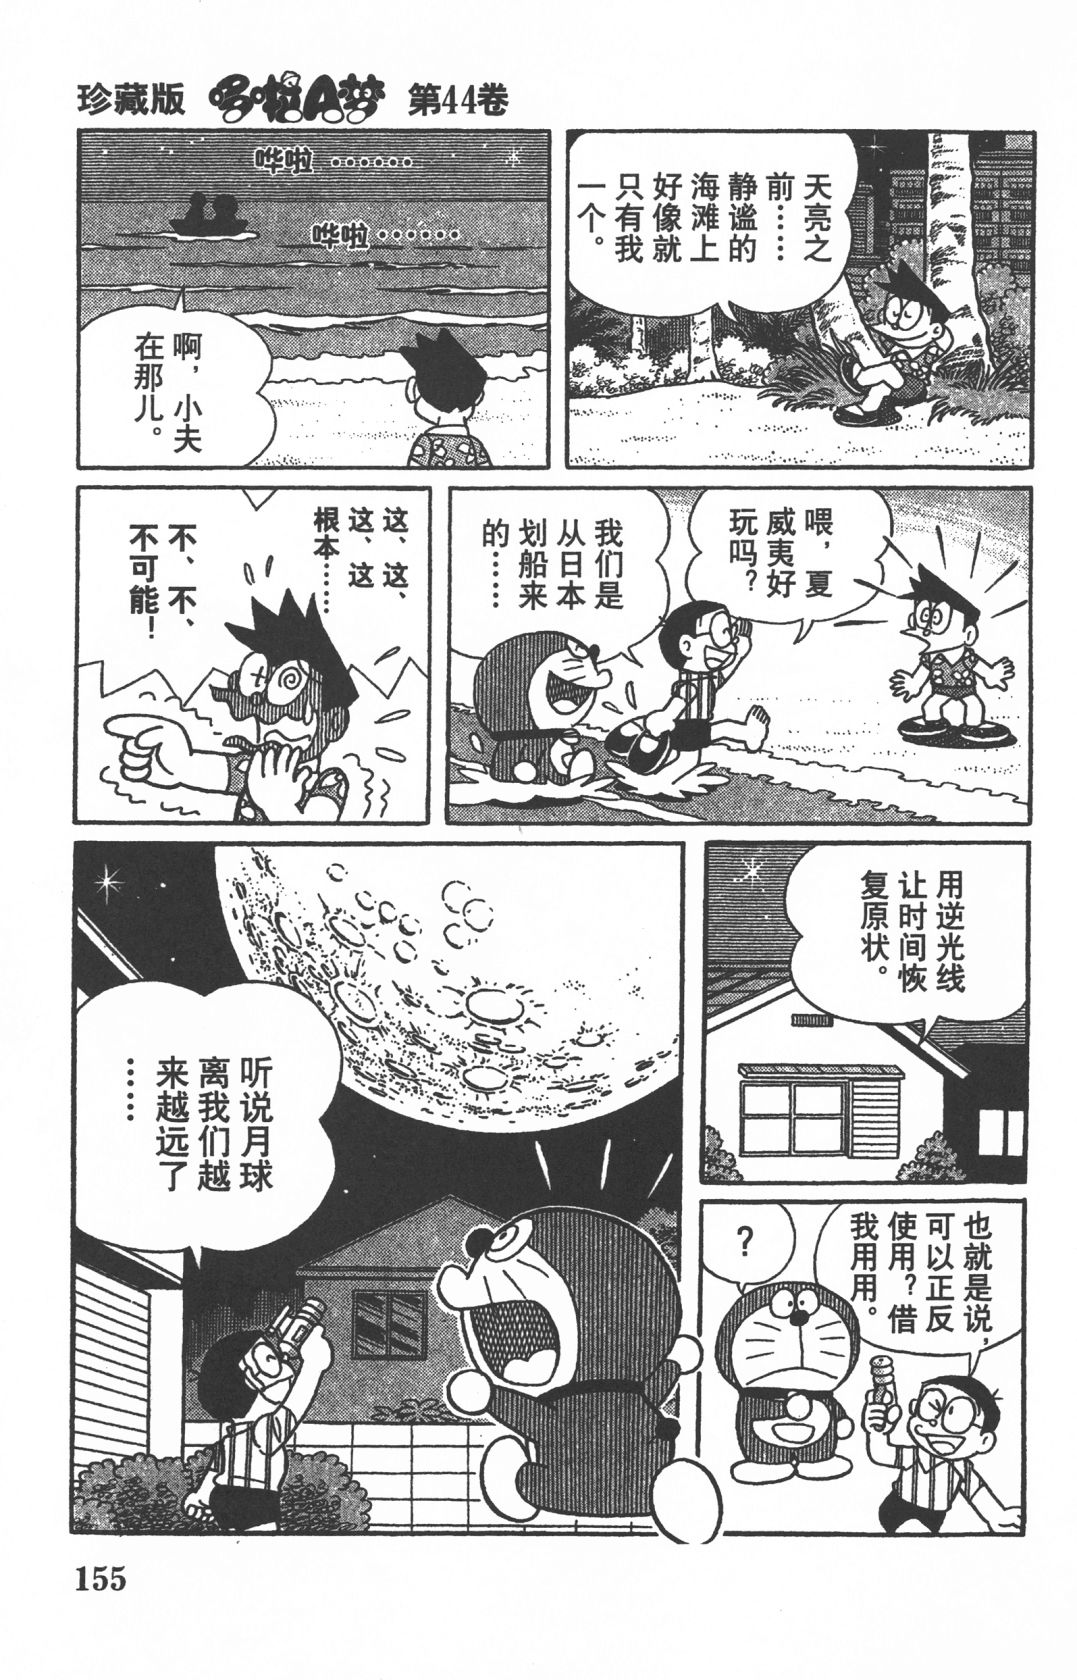 珍藏版 哆啦A梦 第44卷
天亮之
前……
静谧的
海滩上
好像就
只有我
一个。
哗啦……
哗啦……
啊，小夫
在那儿。
喂，夏
威夷好
玩吗？
我们是
从日本
划船来
的……
这、这、
这、这
根本……
不、不、
不可能！
用逆光线
让时间恢
复原状。
也就是说，
可以正反
使用？借
我用用。
？
听说月球
离我们越
来越远了
……
155